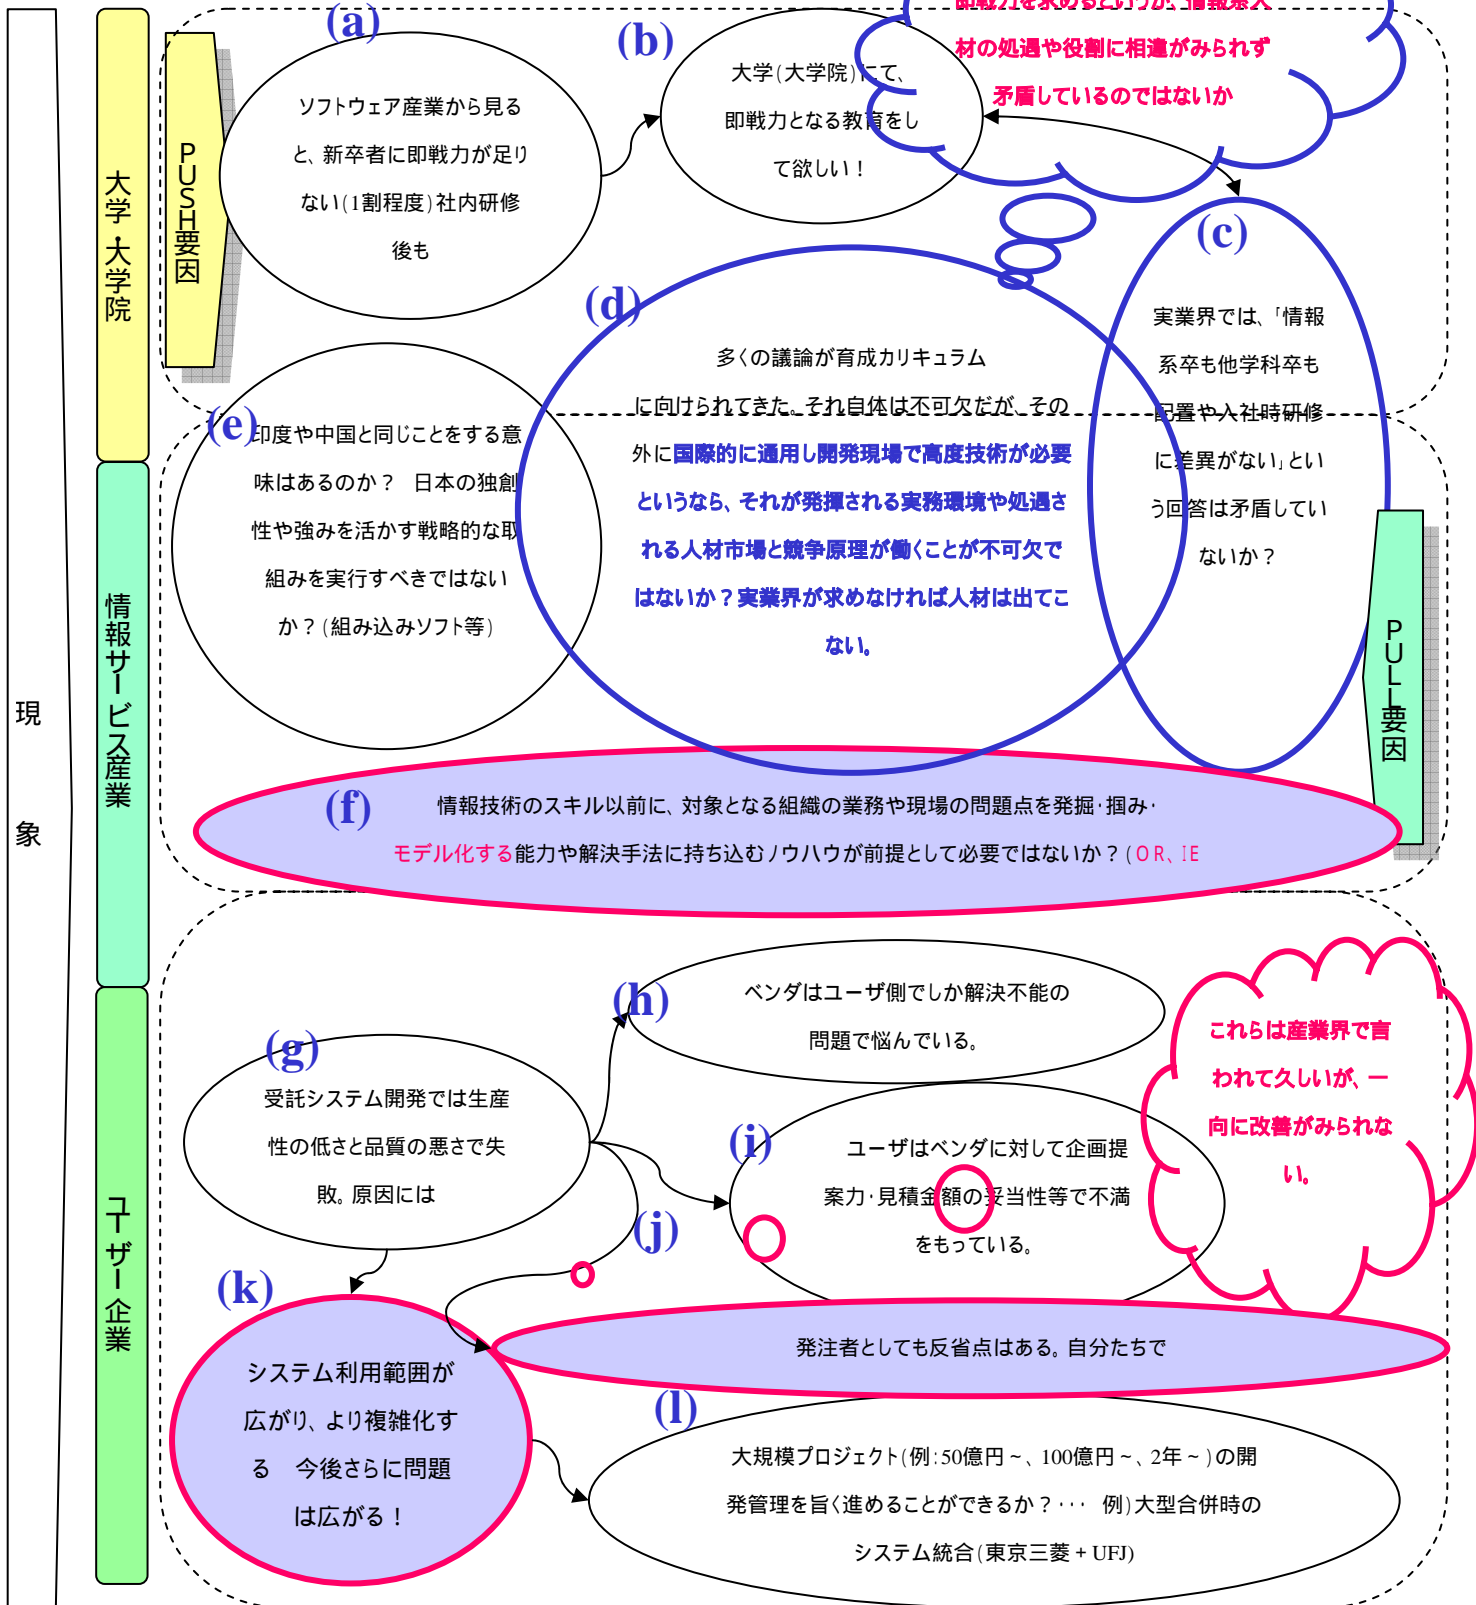 現象
大学・大学院
情報サービス産業
ユーザー企業
PUSH要因
PULL要因
(a)
ソフトウェア産業から見る
と、新卒者に即戦力が足り
ない(1割程度)社内研修
後も
(b)
大学(大学院)にて、
即戦力となる教育をし
て欲しい！
即戦力を求めるというが、情報系人
材の処遇や役割に相違がみられず
矛盾しているのではないか
(c)
実業界では、「情報
系卒も他学科卒も
配置や入社時研修
に差異がない」とい
う回答は矛盾してい
ないか？
(d)
多くの議論が育成カリキュラム
に向けられてきた。それ自体は不可欠だが、その
外に国際的に通用し開発現場で高度技術が必要
というなら、それが発揮される実務環境や処遇さ
れる人材市場と競争原理が働くことが不可欠で
はないか？実業界が求めなければ人材は出てこ
ない。
(e)
印度や中国と同じことをする意
味はあるのか？　日本の独創
性や強みを活かす戦略的な取
組みを実行すべきではない
か？(組み込みソフト等)
(f)
情報技術のスキル以前に、対象となる組織の業務や現場の問題点を発掘・掴み・
モデル化する能力や解決手法に持ち込むノウハウが前提として必要ではないか？(OR、IE
(g)
受託システム開発では生産
性の低さと品質の悪さで失
敗。原因には
(h)
ベンダはユーザ側でしか解決不能の
問題で悩んでいる。
(i)
ユーザはベンダに対して企画提
案力・見積金額の妥当性等で不満
をもっている。
これらは産業界で言
われて久しいが、一
向に改善がみられな
い。
(j)
発注者としても反省点はある。自分たちで
(k)
システム利用範囲が
広がり、より複雑化す
る　今後さらに問題
は広がる！
(l)
大規模プロジェクト(例:50億円~、100億円~、2年~)の開
発管理を旨く進めることができるか？・・・　例)大型合併時の
システム統合(東京三菱+UFJ)